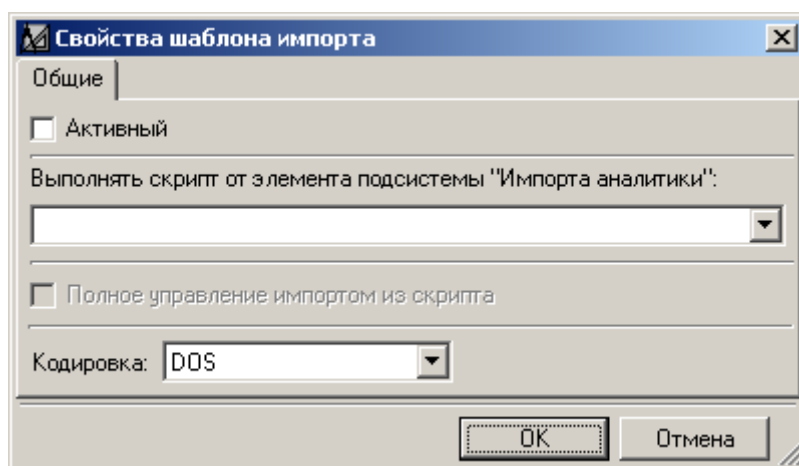 Свойства шаблона импорта
Общие
Активный
Выполнять скрипт от элемента подсистемы "Импорта аналитики":
Полное управление импортом из скрипта
Кодировка: DOS
OK Отмена